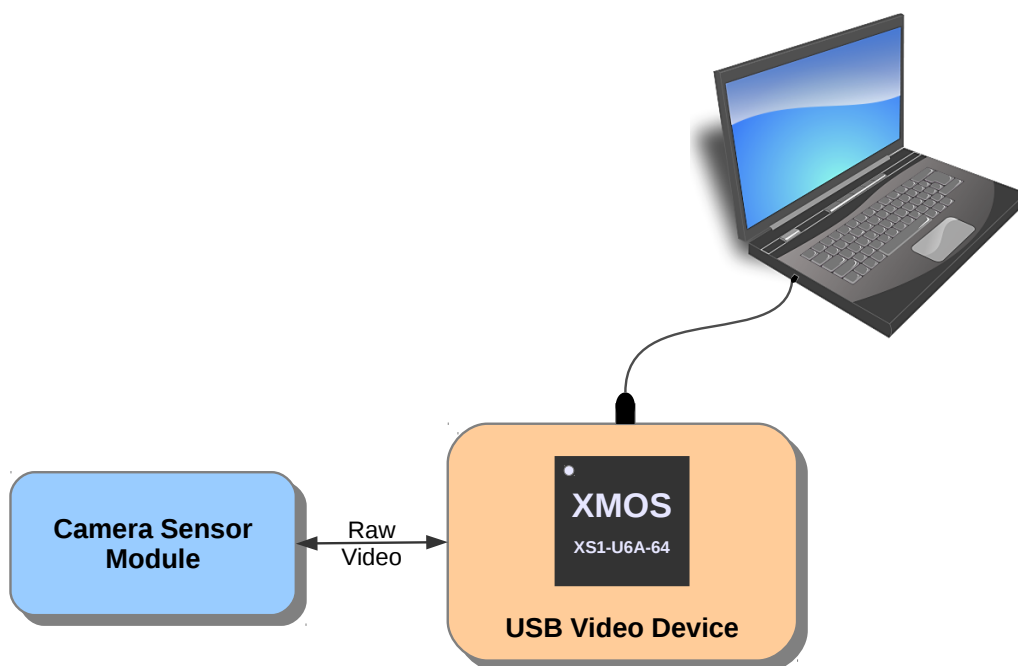 Camera Sensor
Module
Raw
Video
XMOS
XS1-U6A-64
USB Video Device